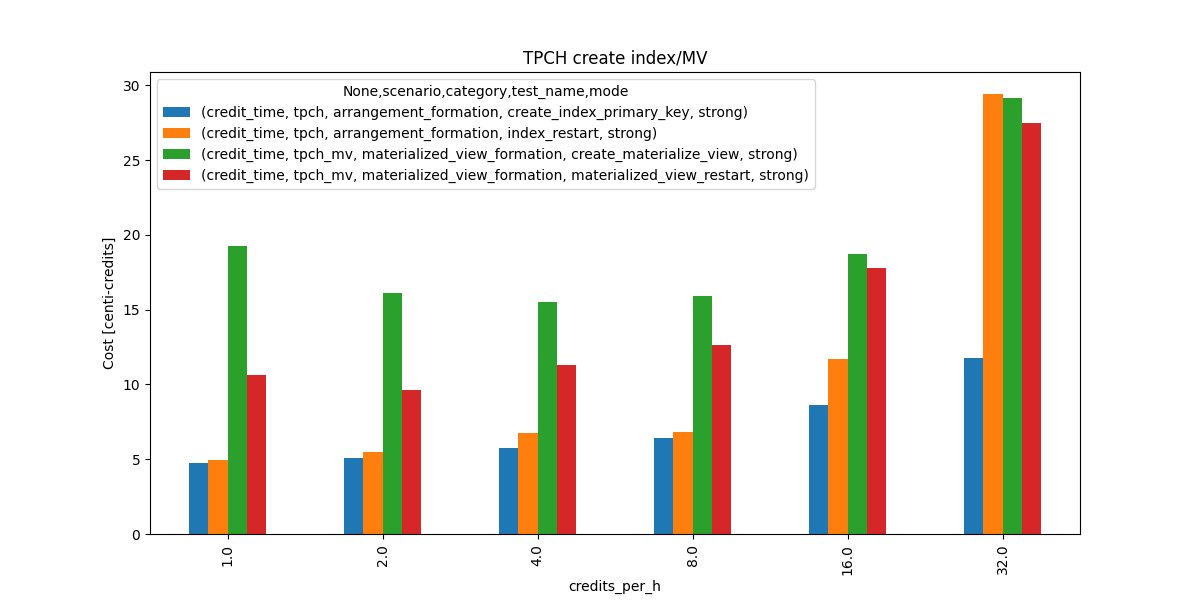 TPCH create index/MV
None,scenario,category,test_name,mode
(credit_time, tpch, arrangement_formation, create_index_primary_key, strong)
(credit_time, tpch, arrangement_formation, index_restart, strong)
(credit_time, tpch_mv, materialized_view_formation, create_materialize_view, strong)
(credit_time, tpch_mv, materialized_view_formation, materialized_view_restart, strong)
30
25
20
15
10
5
0
Cost [centi-credits]
1.0
2.0
4.0
8.0
16.0
32.0
credits_per_h